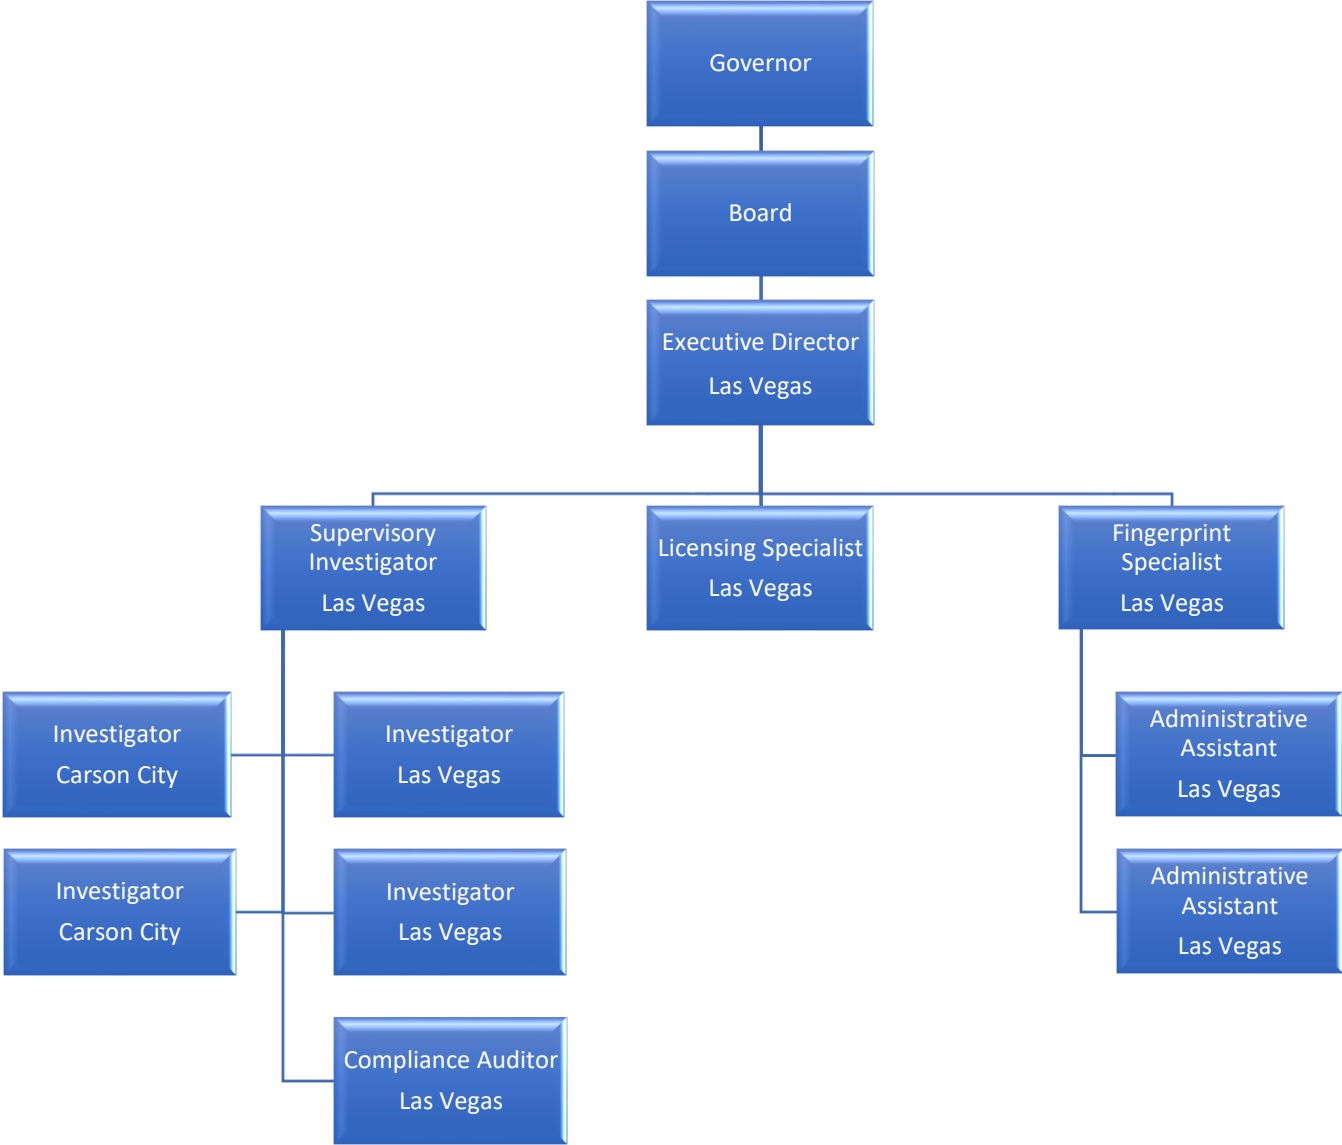 Governor
Board
Executive Director
Las Vegas
Supervisory
Investigator
Las Vegas
Licensing Specialist
Las Vegas
Fingerprint
Specialist
Las Vegas
Investigator
Carson City
Investigator
Las Vegas
Administrative
Assistant
Las Vegas
Investigator
Carson City
Investigator
Las Vegas
Administrative
Assistant
Las Vegas
Compliance Auditor
Las Vegas